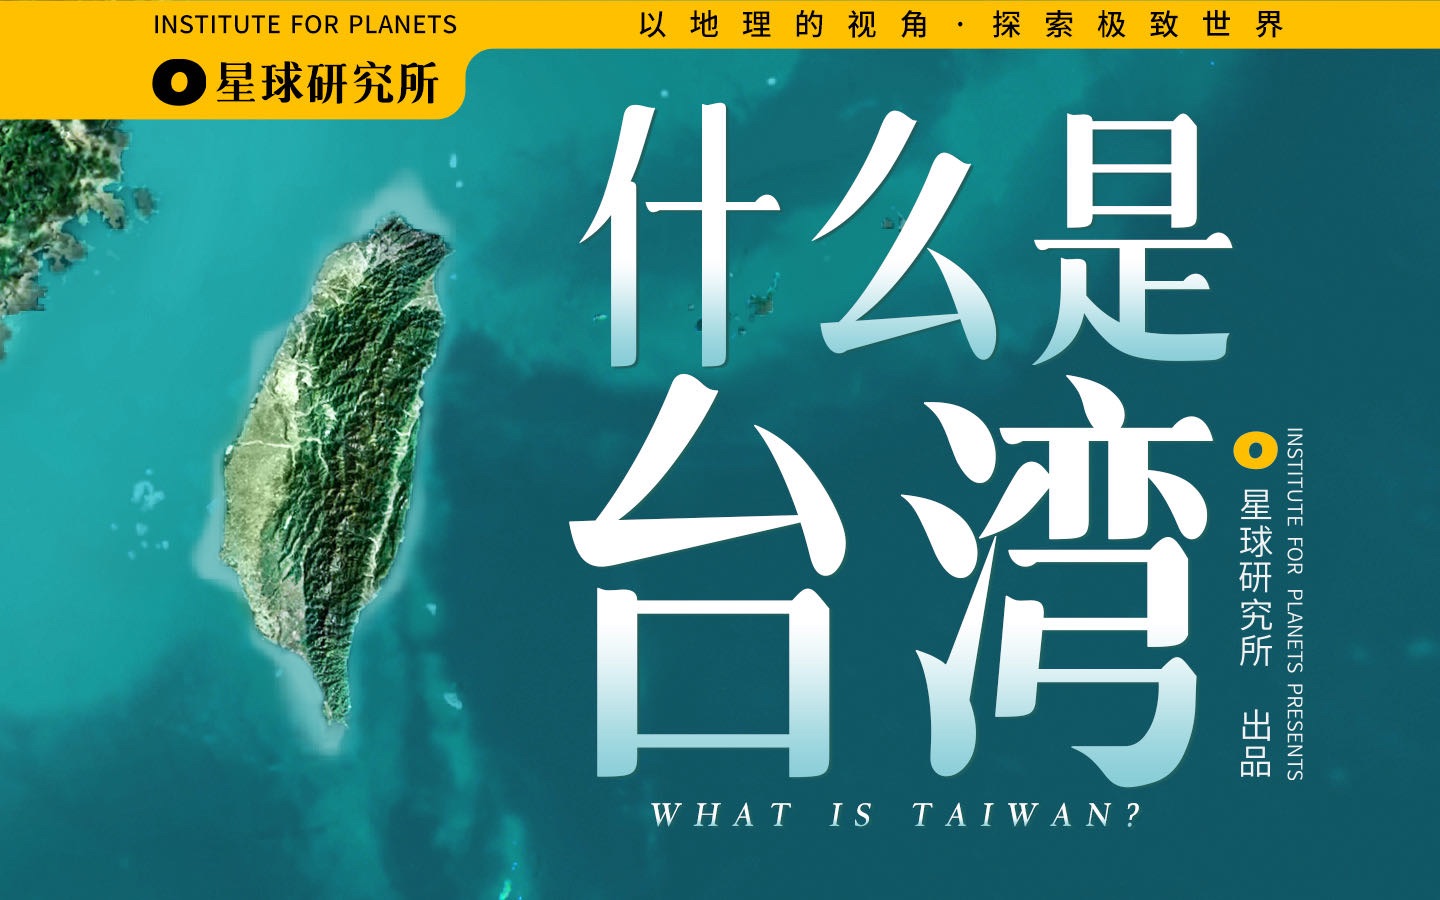 INSTITUTE FOR PLANETS
以地理的视角·探索极致世界
星球研究所
什么是
台湾
WHAT IS TAIWAN?
星球研究所 出品
INSTITUTE FOR PLANETS PRESENTS